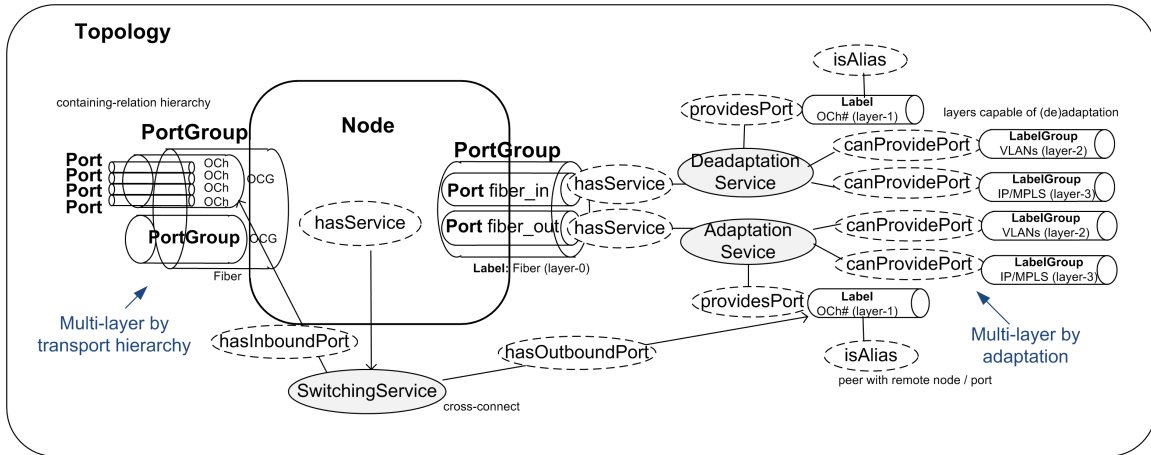 Topology
containing-relation hierarchy
PortGroup
Port
Port
Port
Port
OCh
OCh
OCh
OCh
OCG
PortGroup
OCG
Fiber
Multi-layer by
transport hierarchy
Node
hasService
hasInboundPort
SwitchingService
cross-connect
hasOutboundPort
PortGroup
Port fiber_in
Port fiber_out
Label: Fiber (layer-0)
hasService
hasService
isAlias
providesPort
Label
OCh# (layer-1)
layers capable of (de)adaptation
Deadaptation
Service
canProvidePort
LabelGroup
VLANs (layer-2)
canProvidePort
LabelGroup
IP/MPLS (layer-3)
Adaptation
Sevice
canProvidePort
LabelGroup
VLANs (layer-2)
canProvidePort
LabelGroup
IP/MPLS (layer-3)
providesPort
Label
OCh# (layer-1)
isAlias
peer with remote node / port
Multi-layer by
adaptation